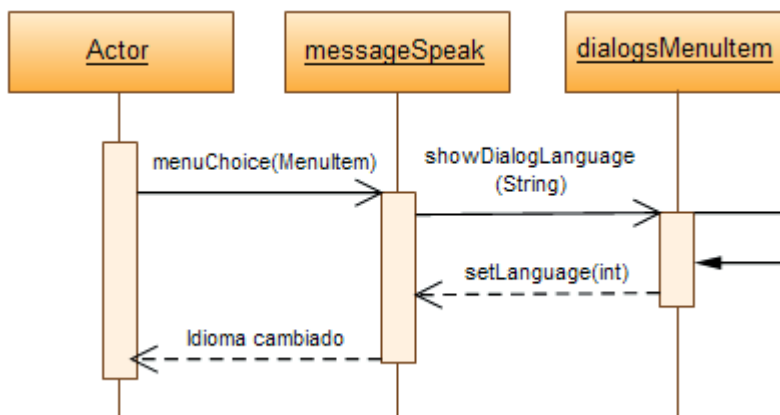 Actor
messageSpeak
dialogsMenuItem
menuChoice(MenuItem)
showDialogLanguage
(String)
setLanguage(int)
Idioma cambiado